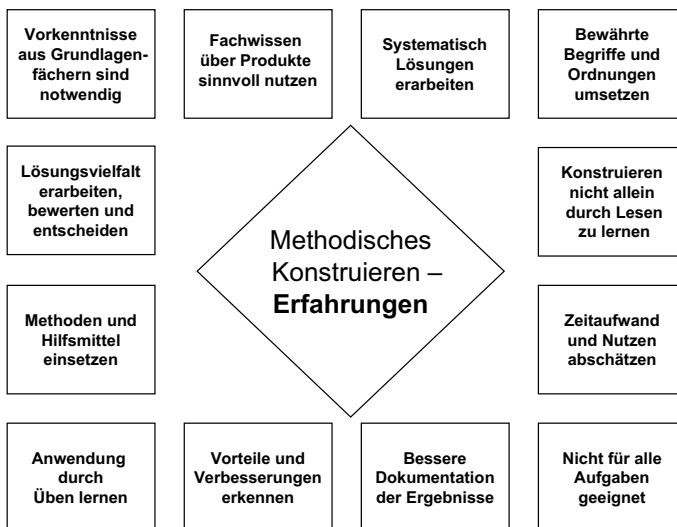 Vorkenntnisse
aus Grundlagen-
fächern sind
notwendig
Fachwissen
über Produkte
sinnvoll nutzen
Systematisch
Lösungen
erarbeiten
Bewährte
Begriffe und
Ordnungen
umsetzen
Lösungsvielfalt
erarbeiten,
bewerten und
entscheiden
Methodisches
Konstruieren –
Erfahrungen
Konstruieren
nicht allein
durch Lesen
zu lernen
Methoden und
Hilfsmittel
einsetzen
Zeitaufwand
und Nutzen
abschätzen
Anwendung
durch
Üben lernen
Vorteile und
Verbesserungen
erkennen
Bessere
Dokumentation
der Ergebnisse
Nicht für alle
Aufgaben
geeignet